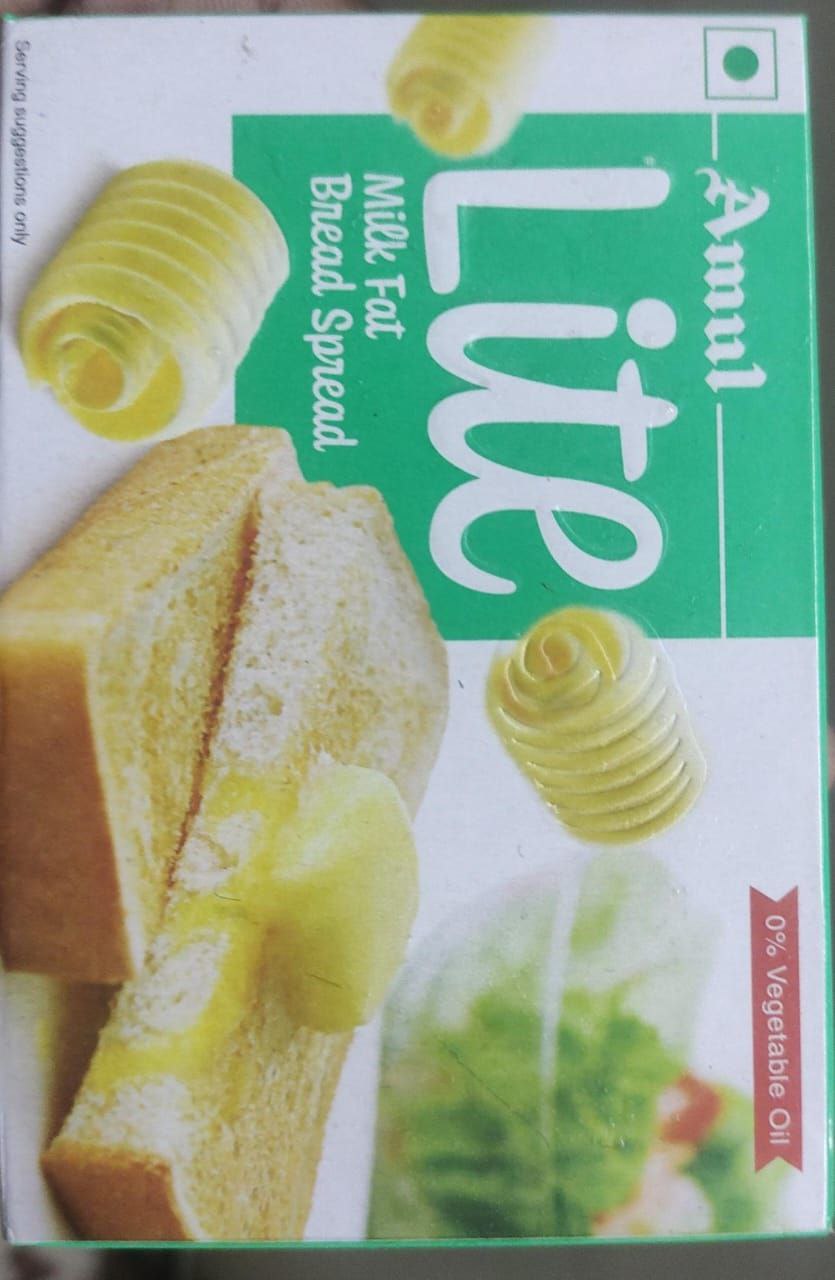 Amul
Lite
Milk Fat
Bread Spread
0% Vegetable Oil
Serving suggestions only